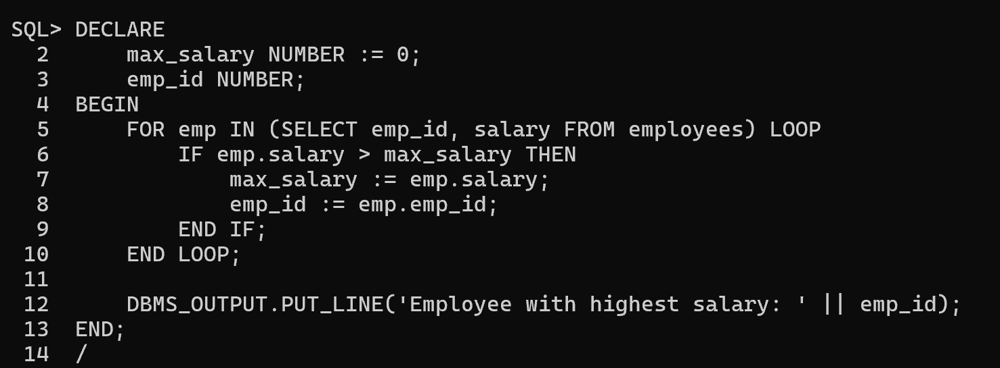 SQL> DECLARE
  2      max_salary NUMBER := 0;
  3      emp_id NUMBER;
  4  BEGIN
  5      FOR emp IN (SELECT emp_id, salary FROM employees) LOOP
  6          IF emp.salary > max_salary THEN
  7              max_salary := emp.salary;
  8              emp_id := emp.emp_id;
  9          END IF;
 10      END LOOP;
 11
 12      DBMS_OUTPUT.PUT_LINE('Employee with highest salary: ' || emp_id);
 13  END;
 14  /